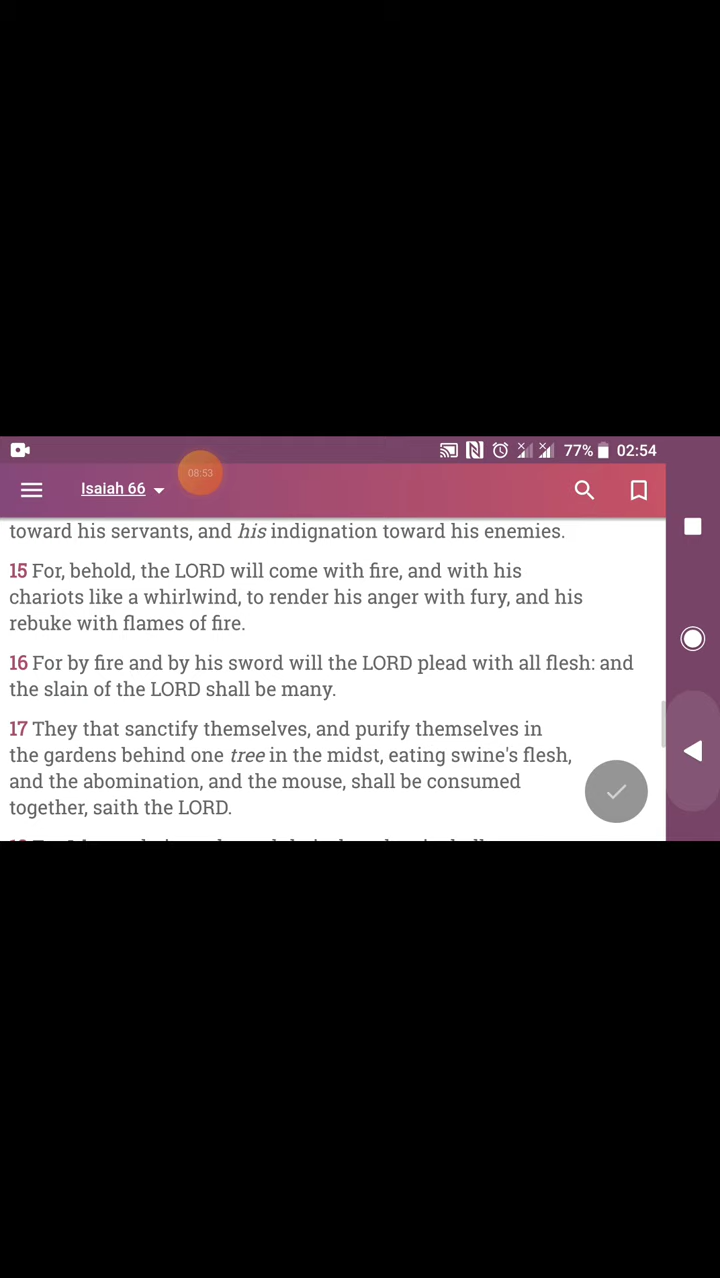 77% 02:54
08:53
Isaiah 66
toward his servants, and his indignation toward his enemies.
15 For, behold, the LORD will come with fire, and with his
chariots like a whirlwind, to render his anger with fury, and his
rebuke with flames of fire.
16 For by fire and by his sword will the LORD plead with all flesh: and
the slain of the LORD shall be many.
17 They that sanctify themselves, and purify themselves in
the gardens behind one tree in the midst, eating swine's flesh,
and the abomination, and the mouse, shall be consumed
together, saith the LORD.